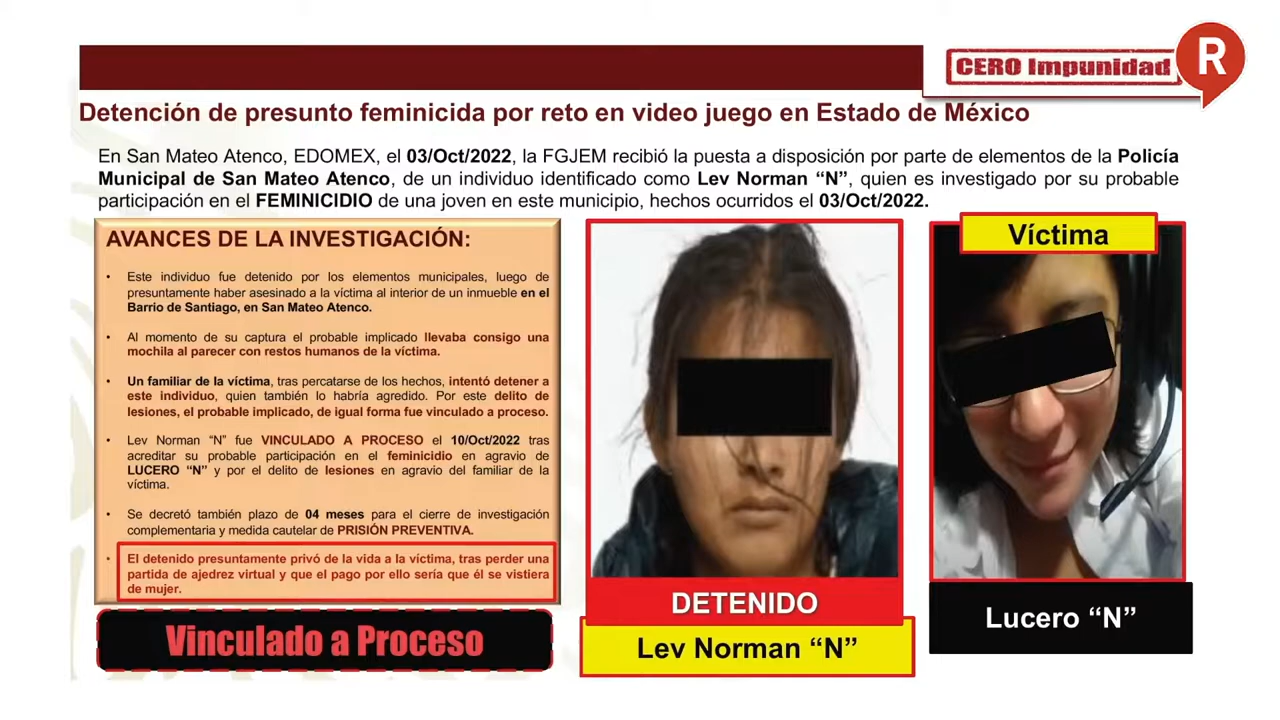 CERO Impunidad
R
Detención de presunto feminicida por reto en video juego en Estado de México
En San Mateo Atenco, EDOMEX, el 03/Oct/2022, la FGJEM recibió la puesta a disposición por parte de elementos de la Policía
Municipal de San Mateo Atenco, de un individuo identificado como Lev Norman “N”, quien es investigado por su probable
participación en el FEMINICIDIO de una joven en este municipio, hechos ocurridos el 03/Oct/2022.
AVANCES DE LA INVESTIGACIÓN:
• Este individuo fue detenido por los elementos municipales, luego de
presuntamente haber asesinado a la víctima al interior de un inmueble en el
Barrio de Santiago, en San Mateo Atenco.
• Al momento de su captura el probable implicado llevaba consigo una
mochila al parecer con restos humanos de la víctima.
• Un familiar de la víctima, tras percatarse de los hechos, intentó detener a
este individuo, quien también lo habría agredido. Por este delito de
lesiones, el probable implicado, de igual forma fue vinculado a proceso.
• Lev Norman “N” fue VINCULADO A PROCESO el 10/Oct/2022 tras
acreditar su probable participación en el feminicidio en agravio de
LUCERO “N” y por el delito de lesiones en agravio del familiar de la
víctima.
• Se decretó también plazo de 04 meses para el cierre de investigación
complementaria y medida cautelar de PRISIÓN PREVENTIVA.
• El detenido presuntamente privó de la vida a la víctima, tras perder una
partida de ajedrez virtual y que el pago por ello sería que él se vistiera
de mujer.
Vinculado a Proceso
DETENIDO
Lev Norman “N”
Víctima
Lucero “N”